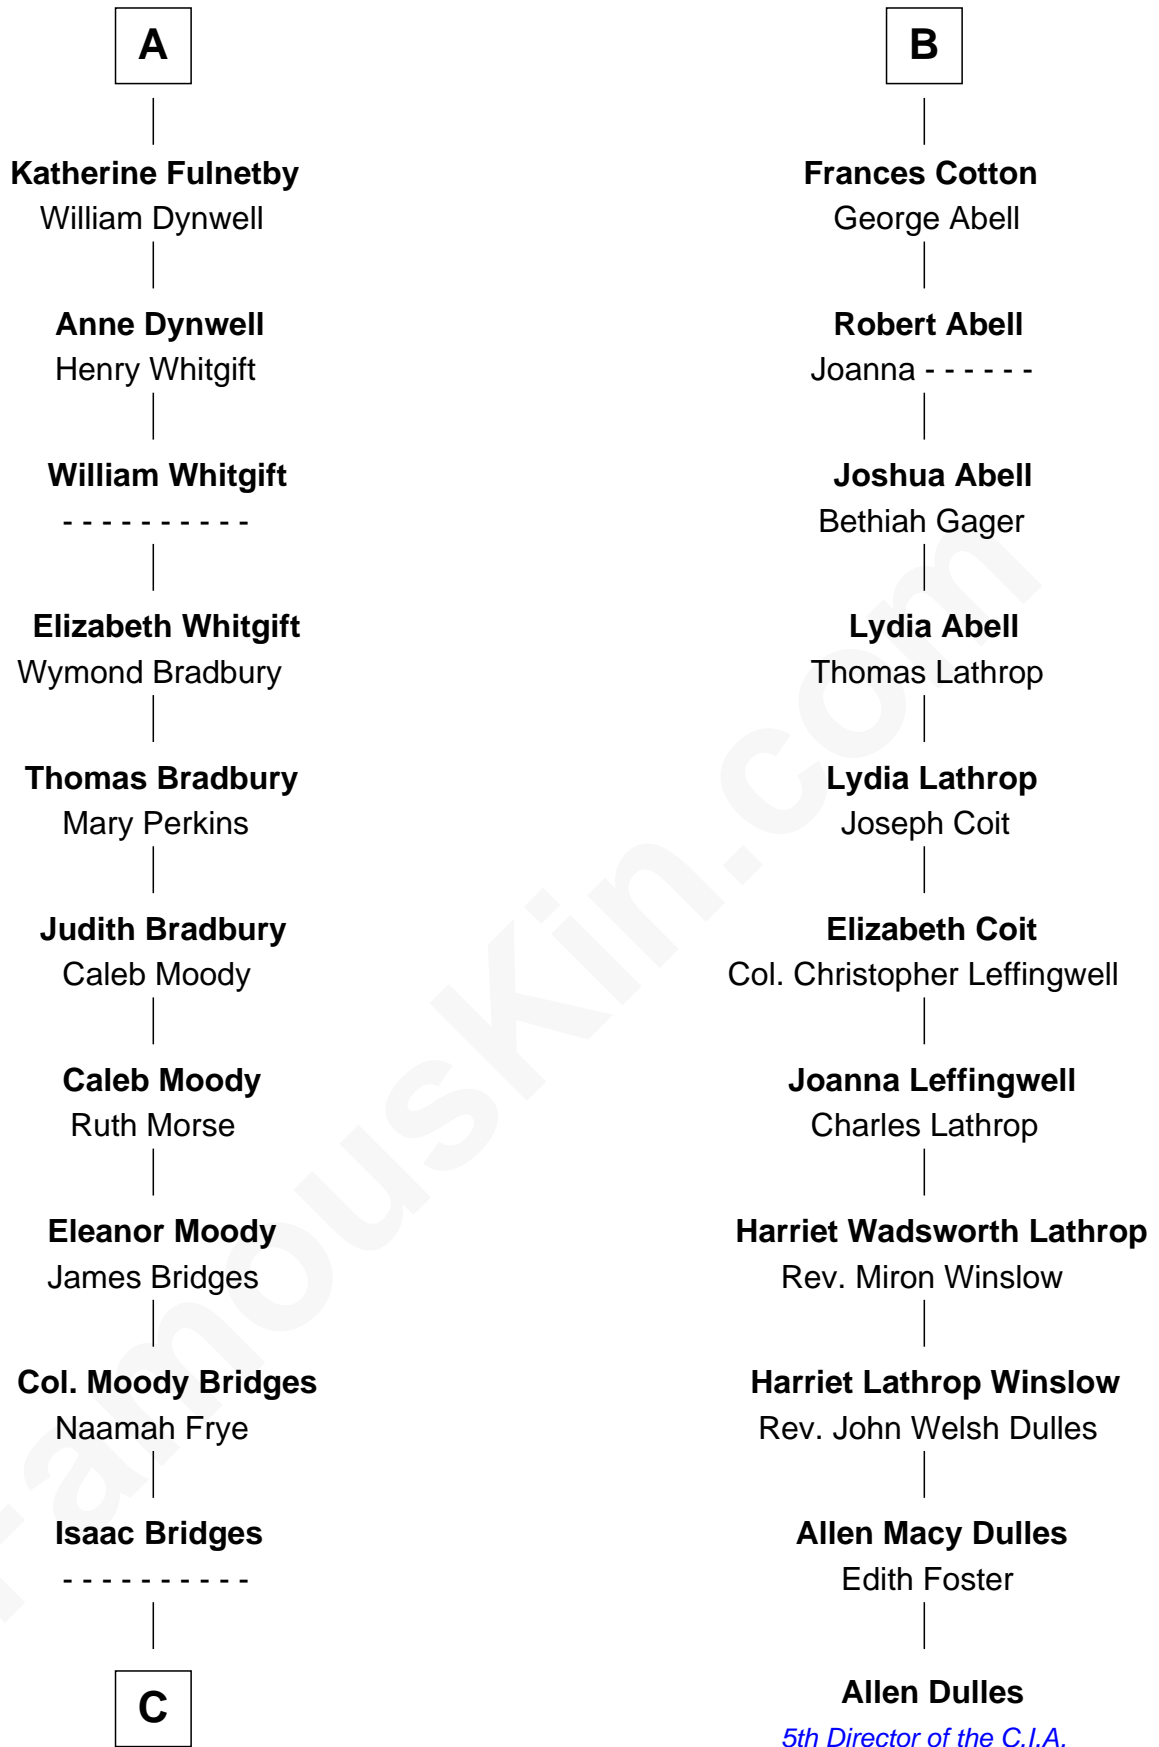 A
Katherine Fulnetby
William Dynwell
Anne Dynwell
Henry Whitgift
William Whitgift
- - - - - - - - - -
Elizabeth Whitgift
Wymond Bradbury
Thomas Bradbury
Mary Perkins
Judith Bradbury
Caleb Moody
Caleb Moody
Ruth Morse
Eleanor Moody
James Bridges
Col. Moody Bridges
Naamah Frye
Isaac Bridges
- - - - - - - - - -
C
B
Frances Cotton
George Abell
Robert Abell
Joanna - - - - - -
Joshua Abell
Bethiah Gager
Lydia Abell
Thomas Lathrop
Lydia Lathrop
Joseph Coit
Elizabeth Coit
Col. Christopher Leffingwell
Joanna Leffingwell
Charles Lathrop
Harriet Wadsworth Lathrop
Rev. Miron Winslow
Harriet Lathrop Winslow
Rev. John Welsh Dulles
Allen Macy Dulles
Edith Foster
Allen Dulles
5th Director of the C.I.A.
FamousKin.com